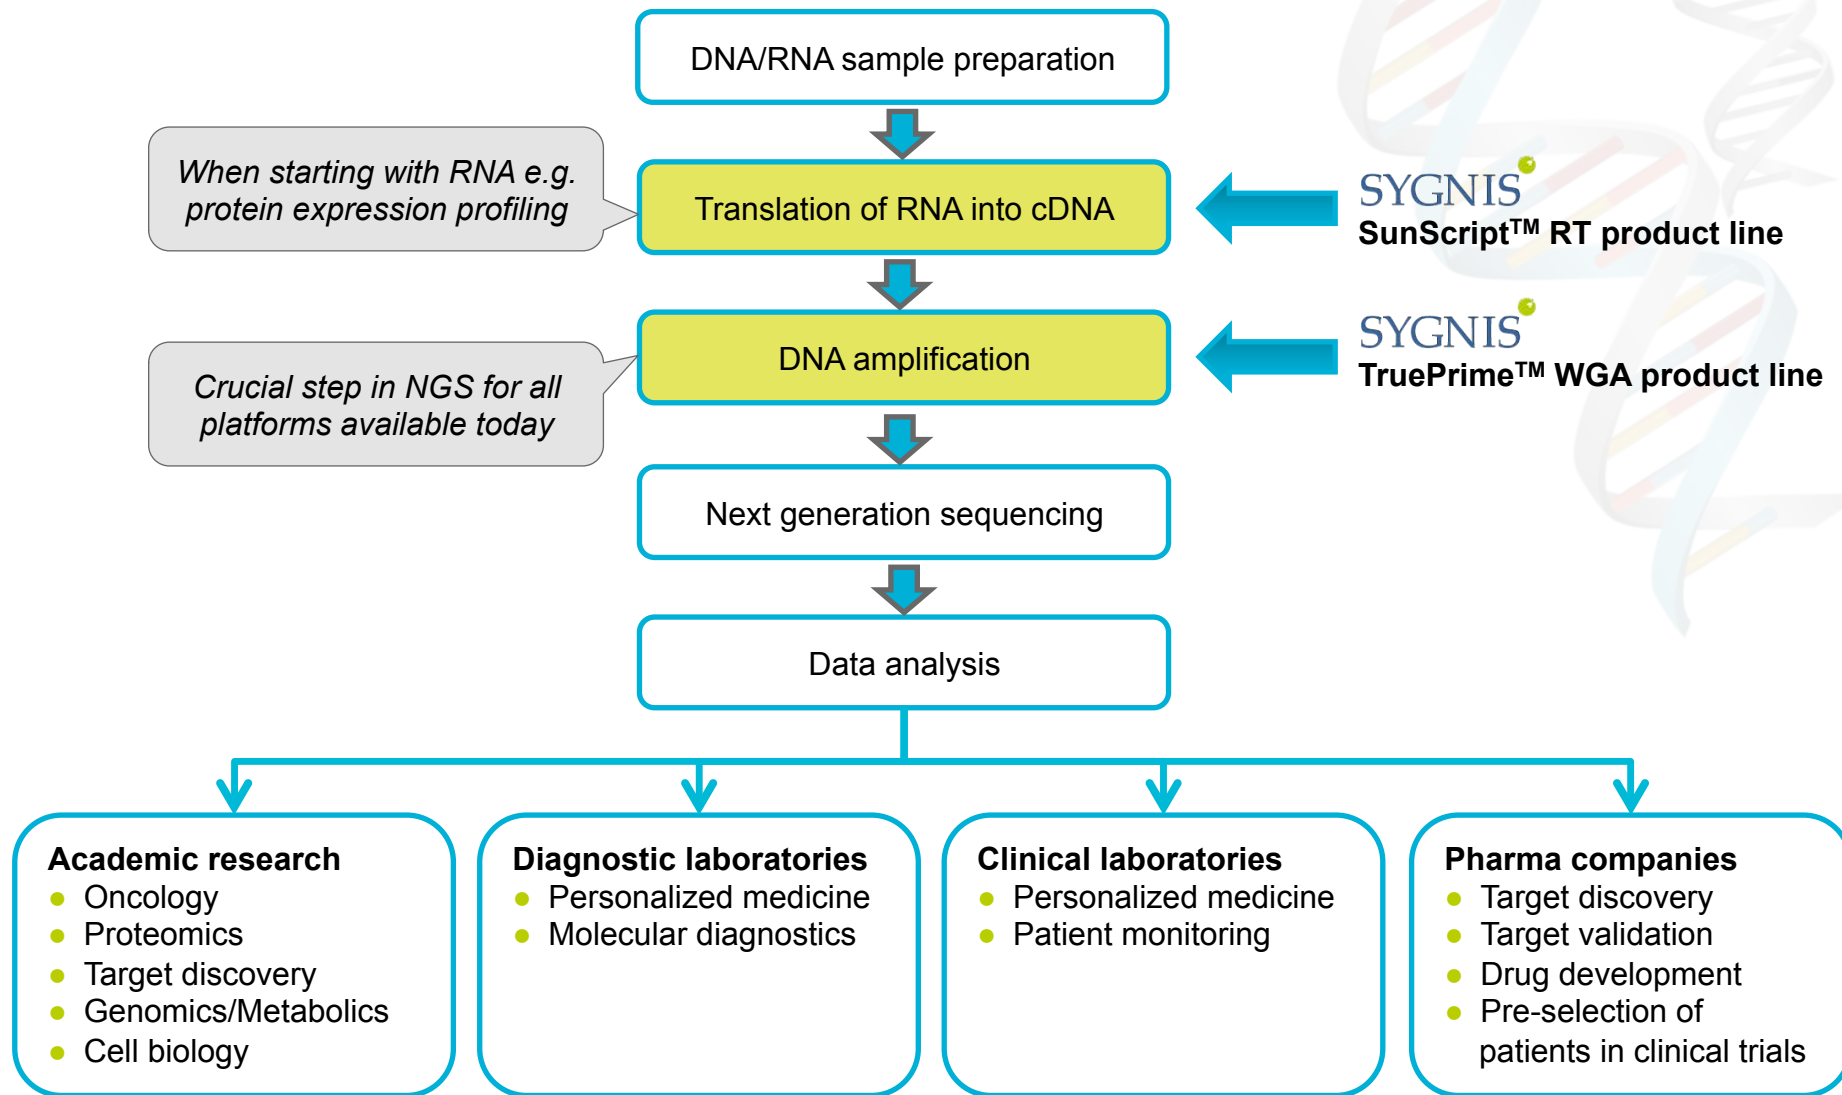 DNA/RNA sample preparation
When starting with RNA e.g.
protein expression profiling
Translation of RNA into cDNA
SYGNIS
SunScript™ RT product line
DNA amplification
SYGNIS
TruePrime™ WGA product line
Crucial step in NGS for all
platforms available today
Next generation sequencing
Data analysis
Academic research
● Oncology
● Proteomics
● Target discovery
● Genomics/Metabolics
● Cell biology
Diagnostic laboratories
● Personalized medicine
● Molecular diagnostics
Clinical laboratories
● Personalized medicine
● Patient monitoring
Pharma companies
● Target discovery
● Target validation
● Drug development
● Pre-selection of
patients in clinical trials